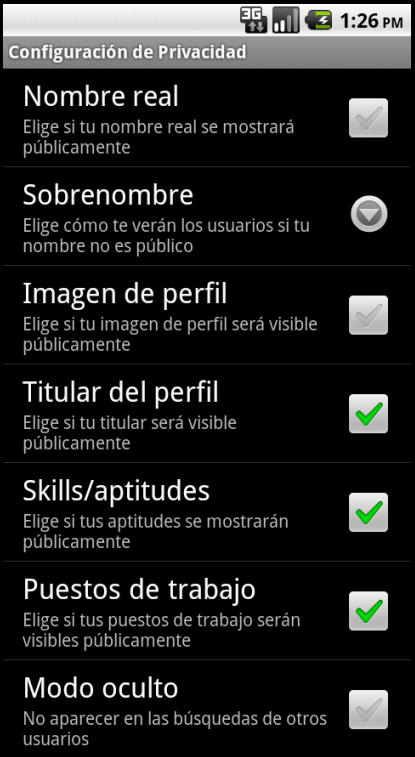 3G 1:26 PM
Configuración de Privacidad
Nombre real
Elige si tu nombre real se mostrará
públicamente
Sobrenombre
Elige cómo te verán los usuarios si tu
nombre no es público
Imagen de perfil
Elige si tu imagen de perfil será visible
públicamente
Titular del perfil
Elige si tu titular será visible
públicamente
Skills/aptitudes
Elige si tus aptitudes se mostrarán
públicamente
Puestos de trabajo
Elige si tus puestos de trabajo serán
visibles públicamente
Modo oculto
No aparecer en las búsquedas de otros
usuarios